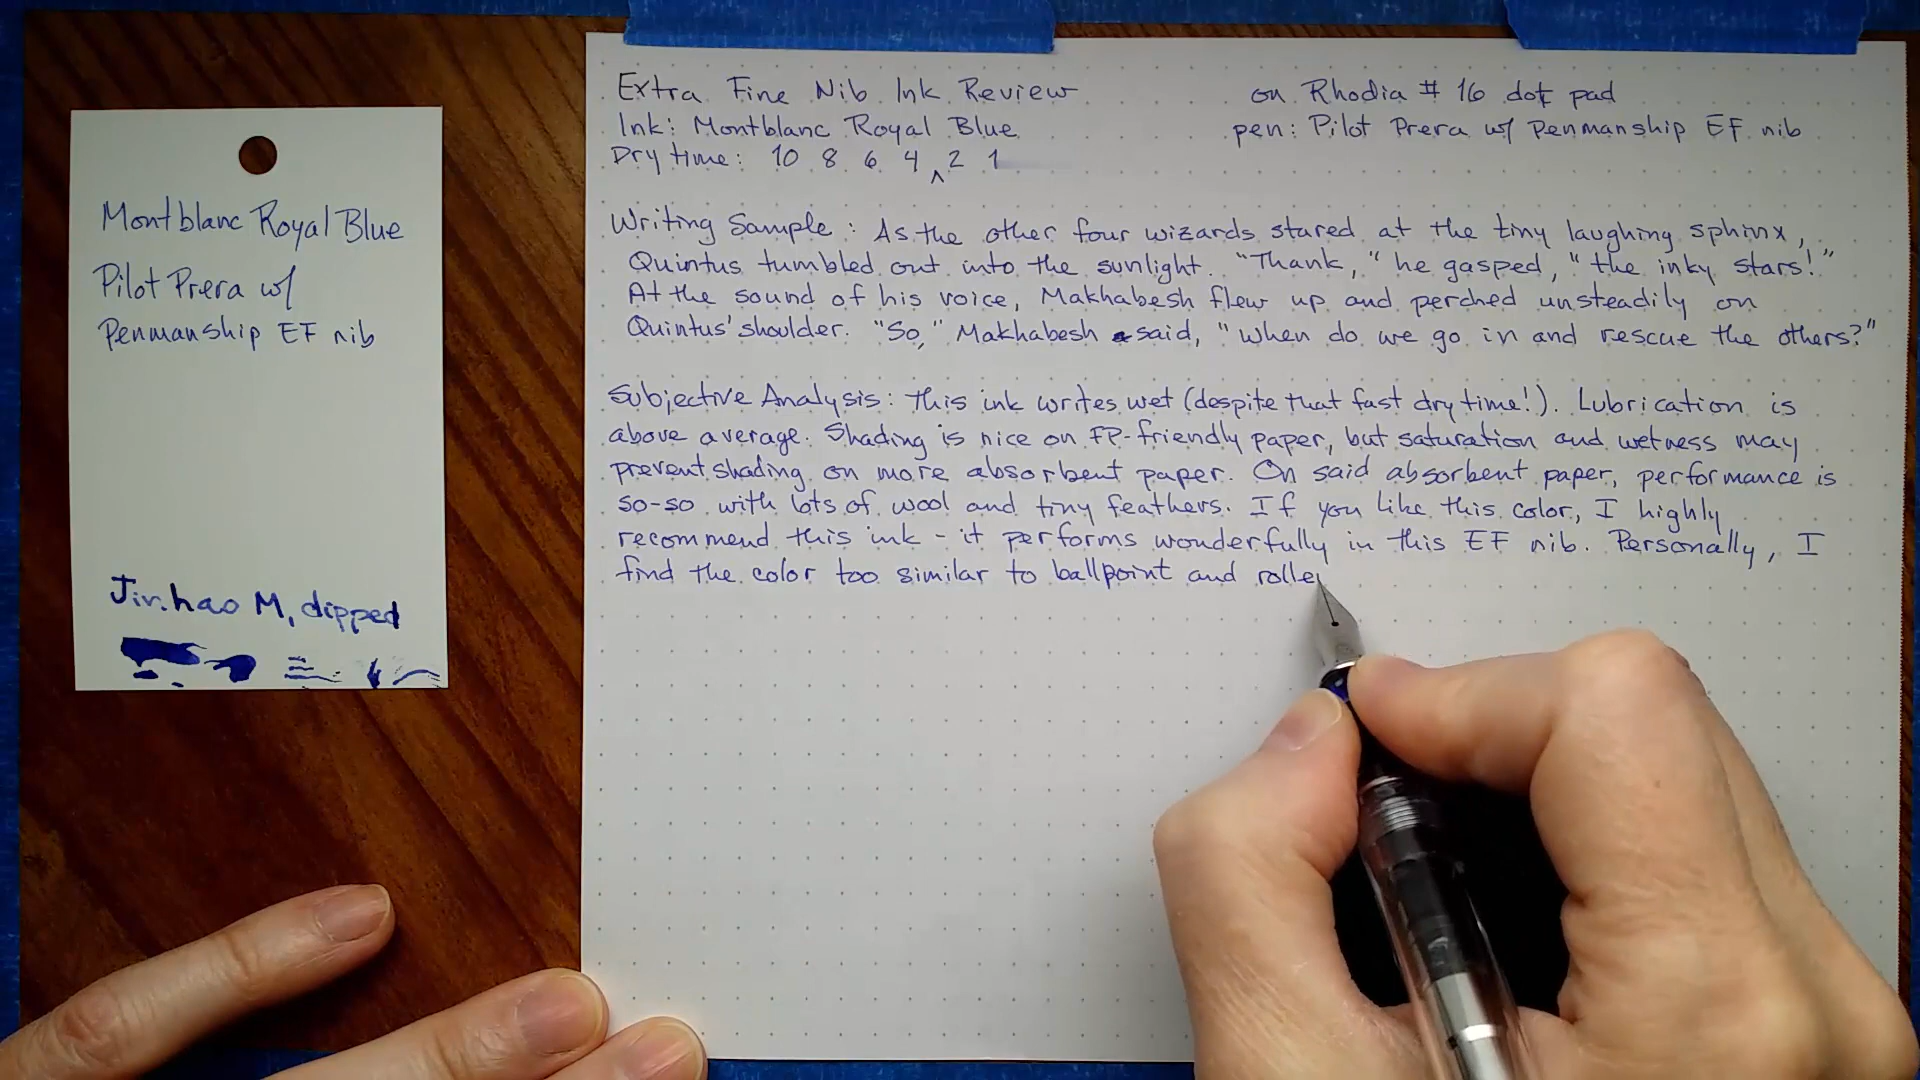 Montblanc Royal Blue
Pilot Prera w/
Penmanship EF nib
Jinhao M, dipped
Extra Fine Nib Ink Review
on Rhodia # 16 dot pad
Ink: Montblanc Royal Blue
pen: Pilot Prera w/ Penmanship EF nib
Dry time: 10 8 6 4 ^ 2 1
Writing Sample: As the other four wizards stared at the tiny laughing sphinx,
Quintus tumbled out into the sunlight. "Thank," he gasped, "the inky stars!"
At the sound of his voice, Makhabesh flew up and perched unsteadily on
Quintus' shoulder. "So," Makhabesh said, "when do we go in and rescue the others?"
Subjective Analysis: This ink writes wet (despite that fast dry time!). Lubrication is
above average. Shading is nice on FP-friendly paper, but saturation and wetness may
prevent shading on more absorbent paper. On said absorbent paper, performance is
so-so with lots of wool and tiny feathers. If you like this color, I highly
recommend this ink - it performs wonderfully in this EF nib. Personally, I
find the color too similar to ballpoint and rolle